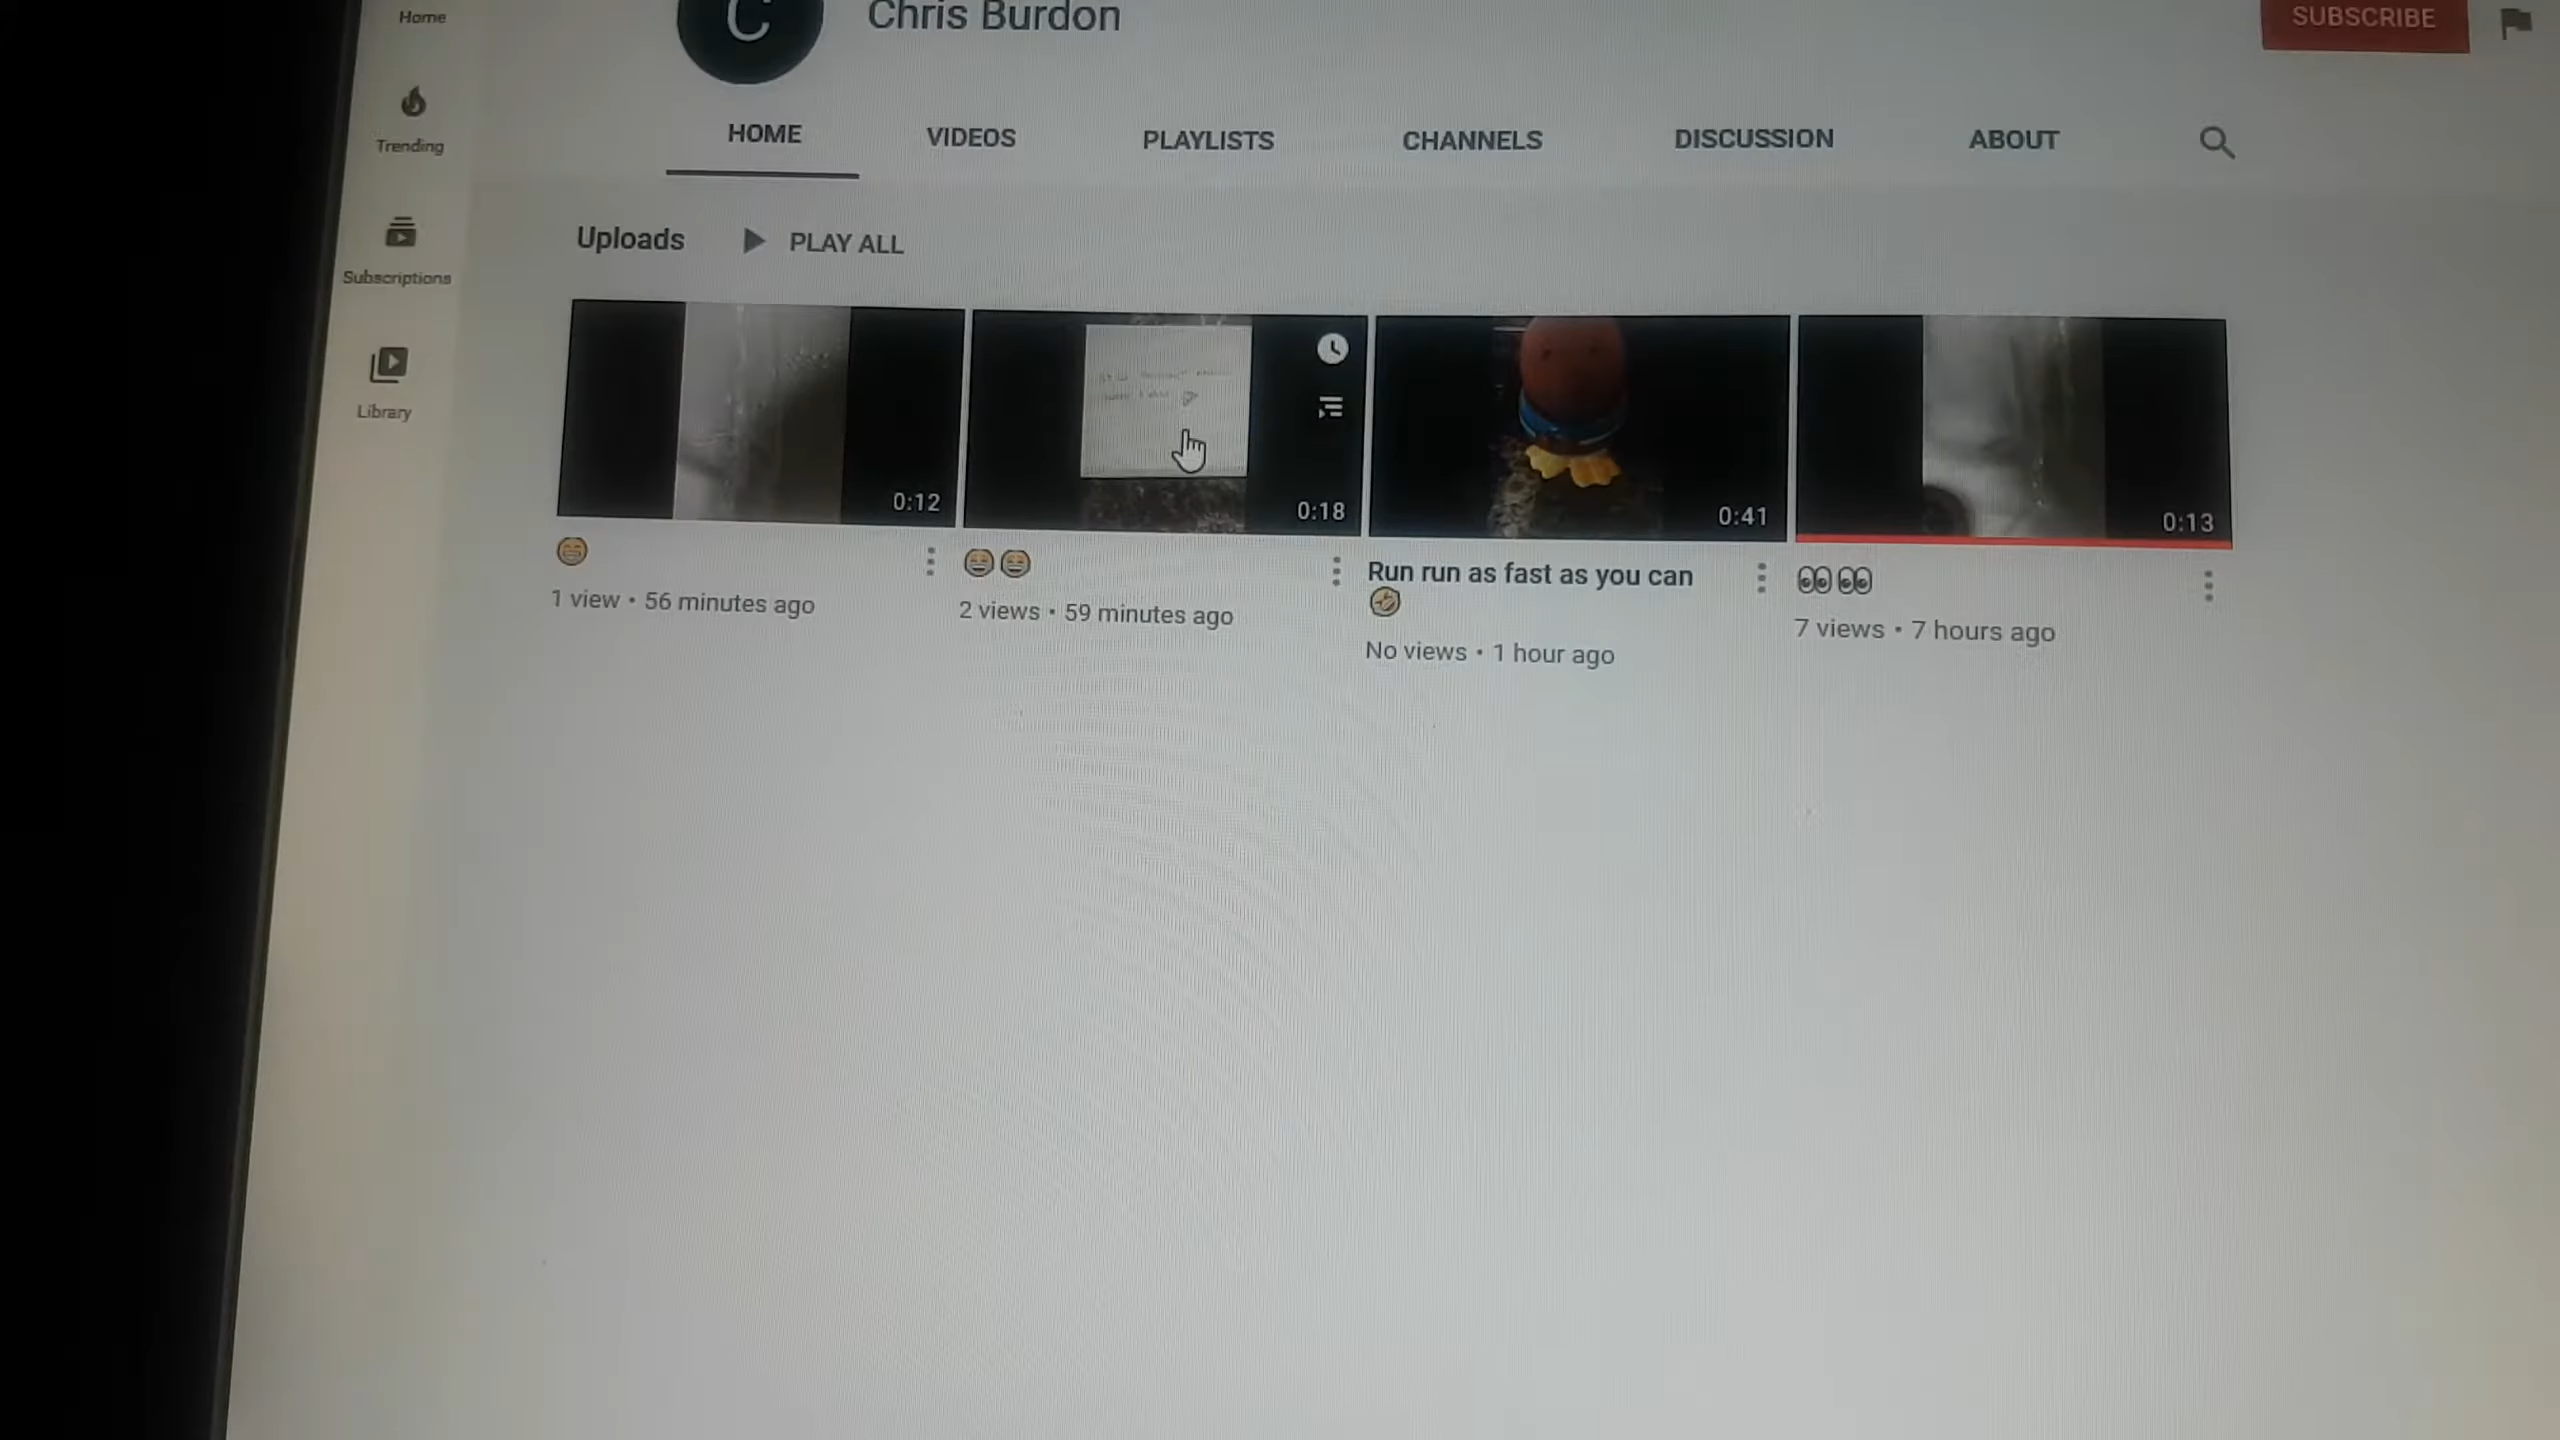 Home
C
Chris Burdon
SUBSCRIBE
Trending
Subscriptions
Library
HOME
VIDEOS
PLAYLISTS
CHANNELS
DISCUSSION
ABOUT
Uploads
PLAY ALL
0:12
0:18
0:41
0:13
😄
1 view • 56 minutes ago
😄😄
2 views • 59 minutes ago
Run run as fast as you can
🤣
No views • 1 hour ago
👀👀
7 views • 7 hours ago